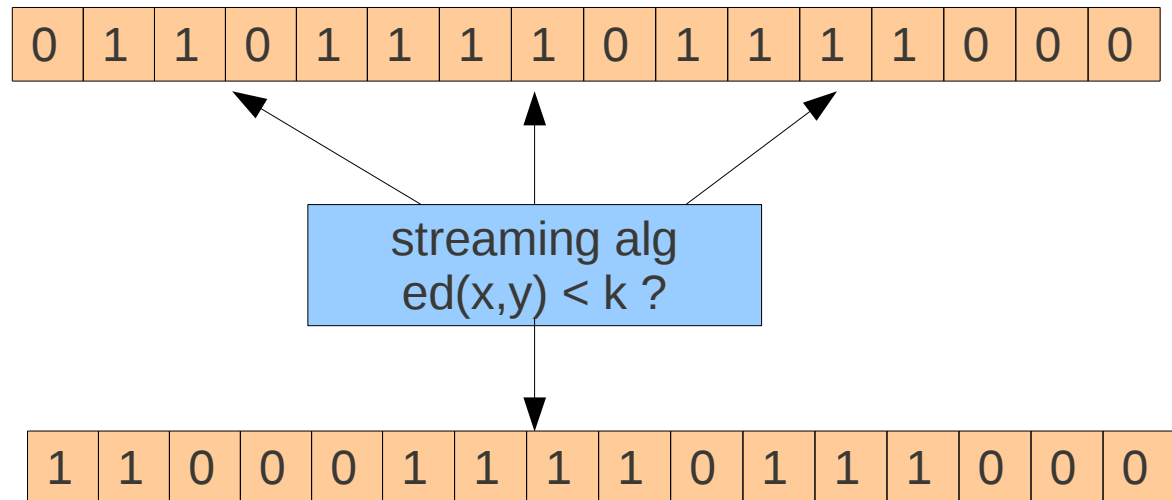 0 1 1 0 1 1 1 1 0 1 1 1 1 0 0 0
streaming alg
ed(x,y) < k ?
1 1 0 0 0 1 1 1 1 0 1 1 1 0 0 0